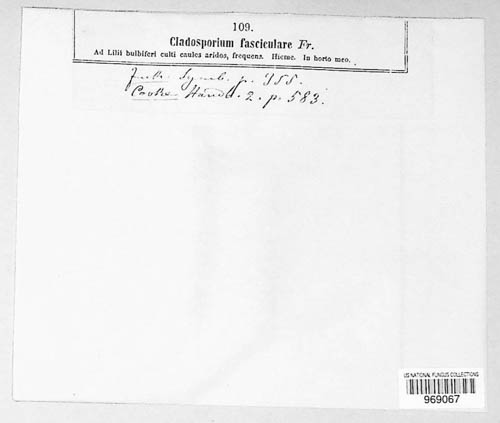 109.
Cladosporium fasciculare Fr.
Ad Lilii bulbiferi culti caules aridos, frequens. Hieme. In horto meo.
Fuck. Symb. p. 355.
Cooke Handb. 2. p. 583.
US NATIONAL FUNGUS COLLECTIONS
969067